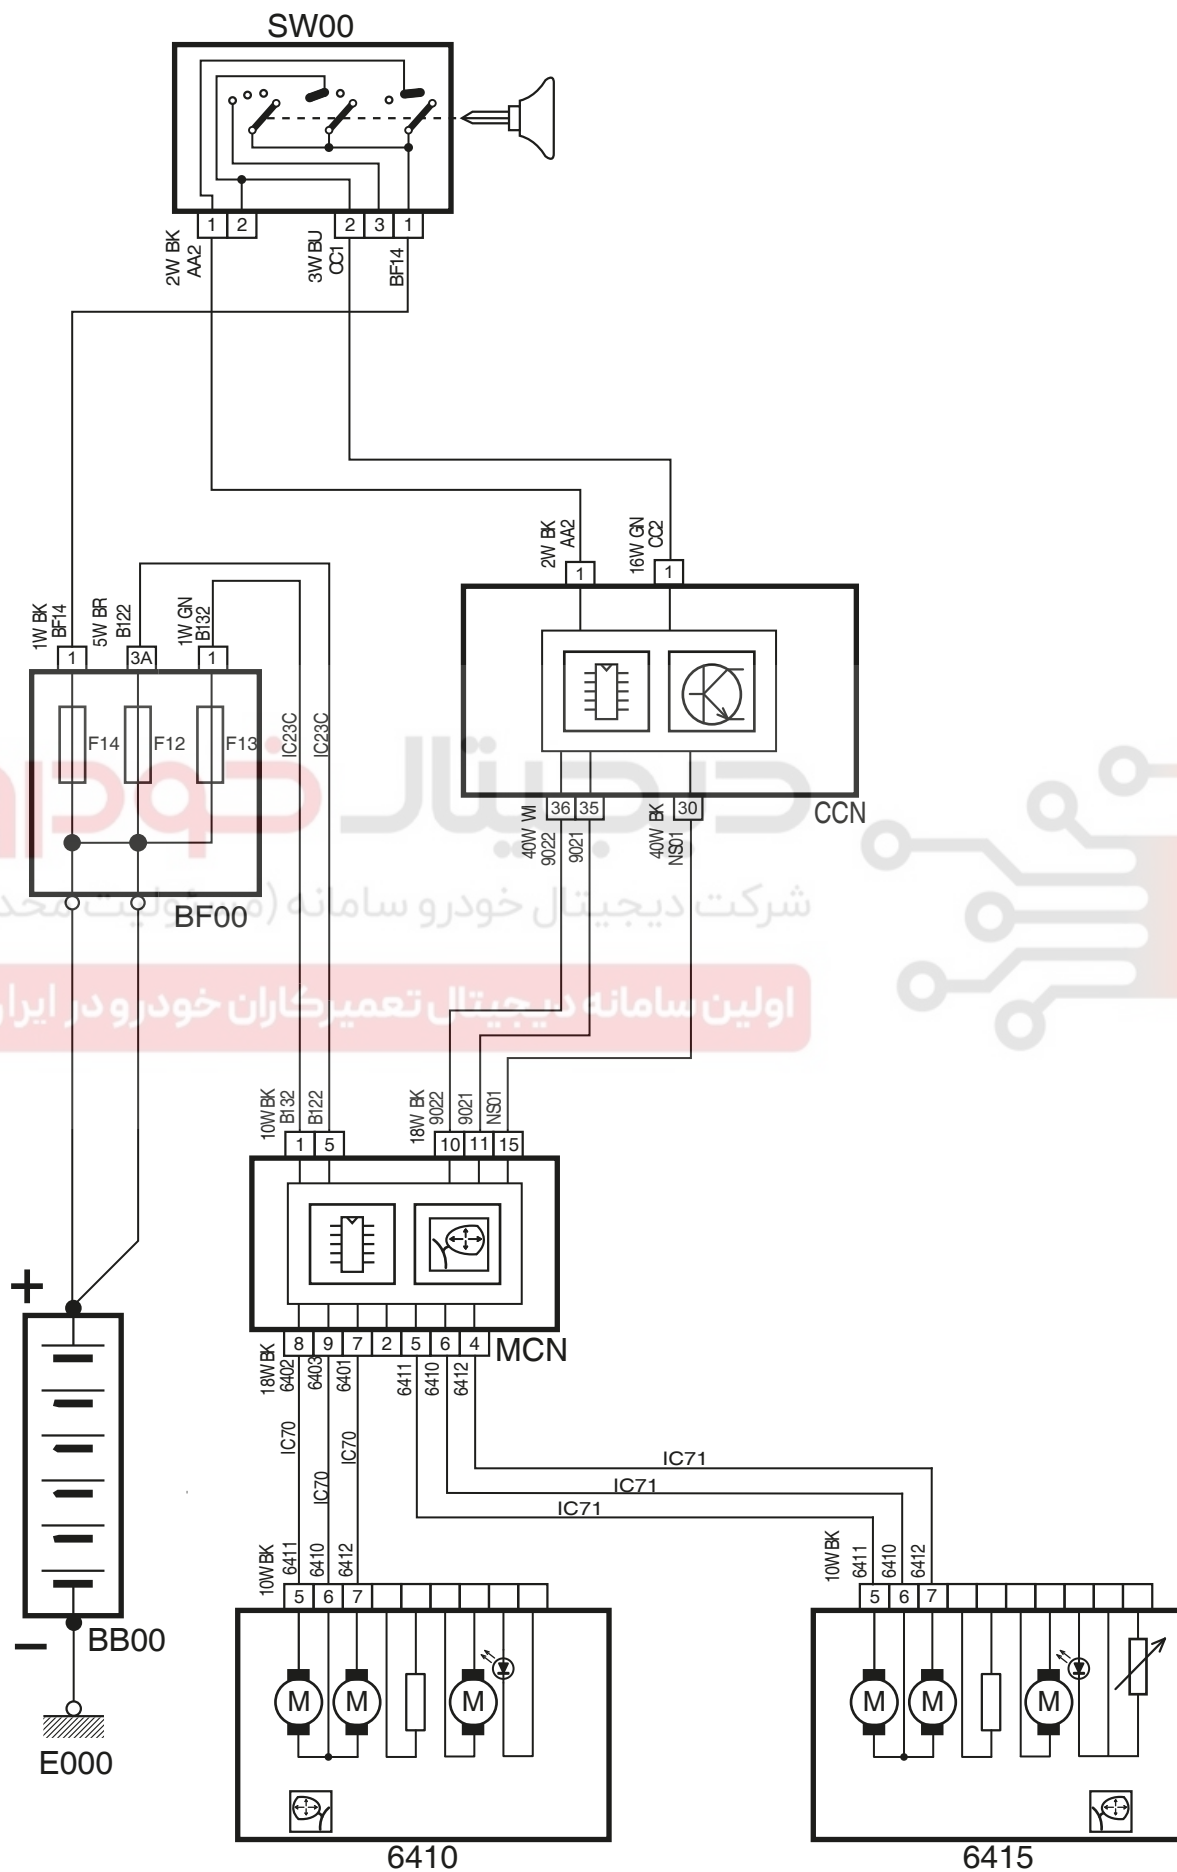 SW00
1 2 2 3 1
2W BK
AA2
3W BU
CC1
BF14
2W BK
AA2
16W GN
CC2
1 1
1W BK
BF14
5W BR
B122
1W GN
B132
1 3A 1
F14 F12 F13
IC23C
IC23C
دیجیتال خودرو
36 35 30
CCN
40W WI
9022
9021
40W BK
NS01
شرکت دیجیتال خودرو سامانه (مسئولیت محد
BF00
اولین سامانه دیجیتال تعمیرکاران خودرو در ایران
10W BK
B132
B122
18W BK
9022
9021
NS01
1 5 10 11 15
+
8 9 7 2 5 6 4
MCN
18W BK
6402
6403
6401
6411
6410
6412
IC70
IC70
IC70
IC71
IC71
IC71
10W BK
6411
6410
6412
10W BK
6411
6410
6412
5 6 7
5 6 7
BB00
–
M M M
M M M
E000
6410
6415